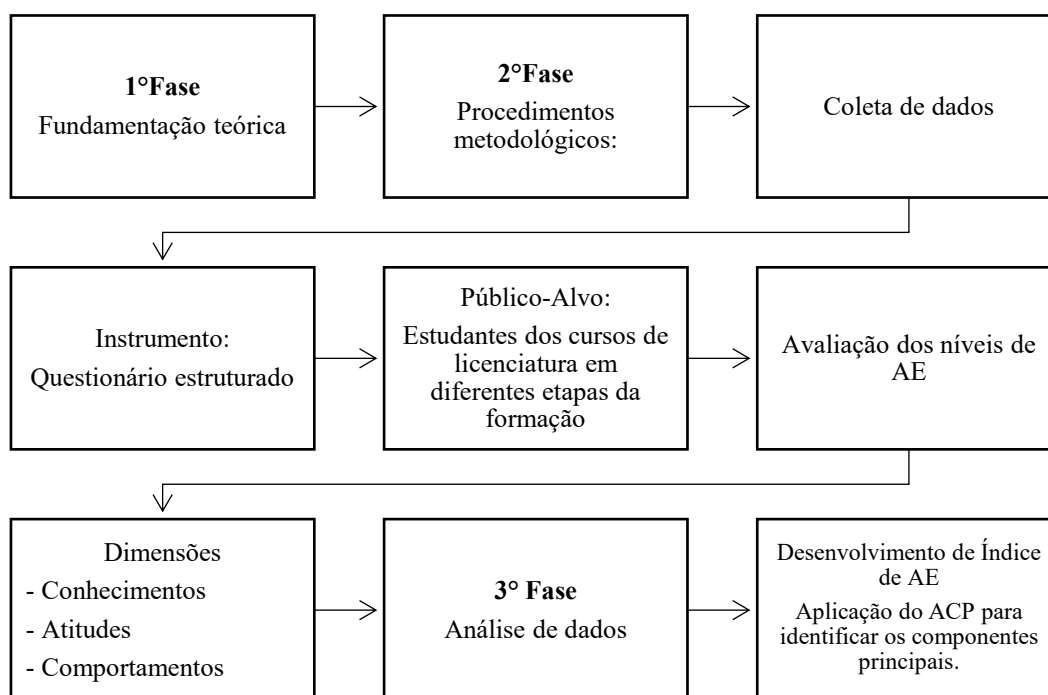 1°Fase
Fundamentação teórica
2°Fase
Procedimentos
metodológicos:
Coleta de dados
Instrumento:
Questionário estruturado
Público-Alvo:
Estudantes dos cursos de
licenciatura em
diferentes etapas da
formação
Avaliação dos níveis de
AE
Dimensões
- Conhecimentos
- Atitudes
- Comportamentos
3° Fase
Análise de dados
Desenvolvimento de Índice
de AE
Aplicação do ACP para
identificar os componentes
principais.